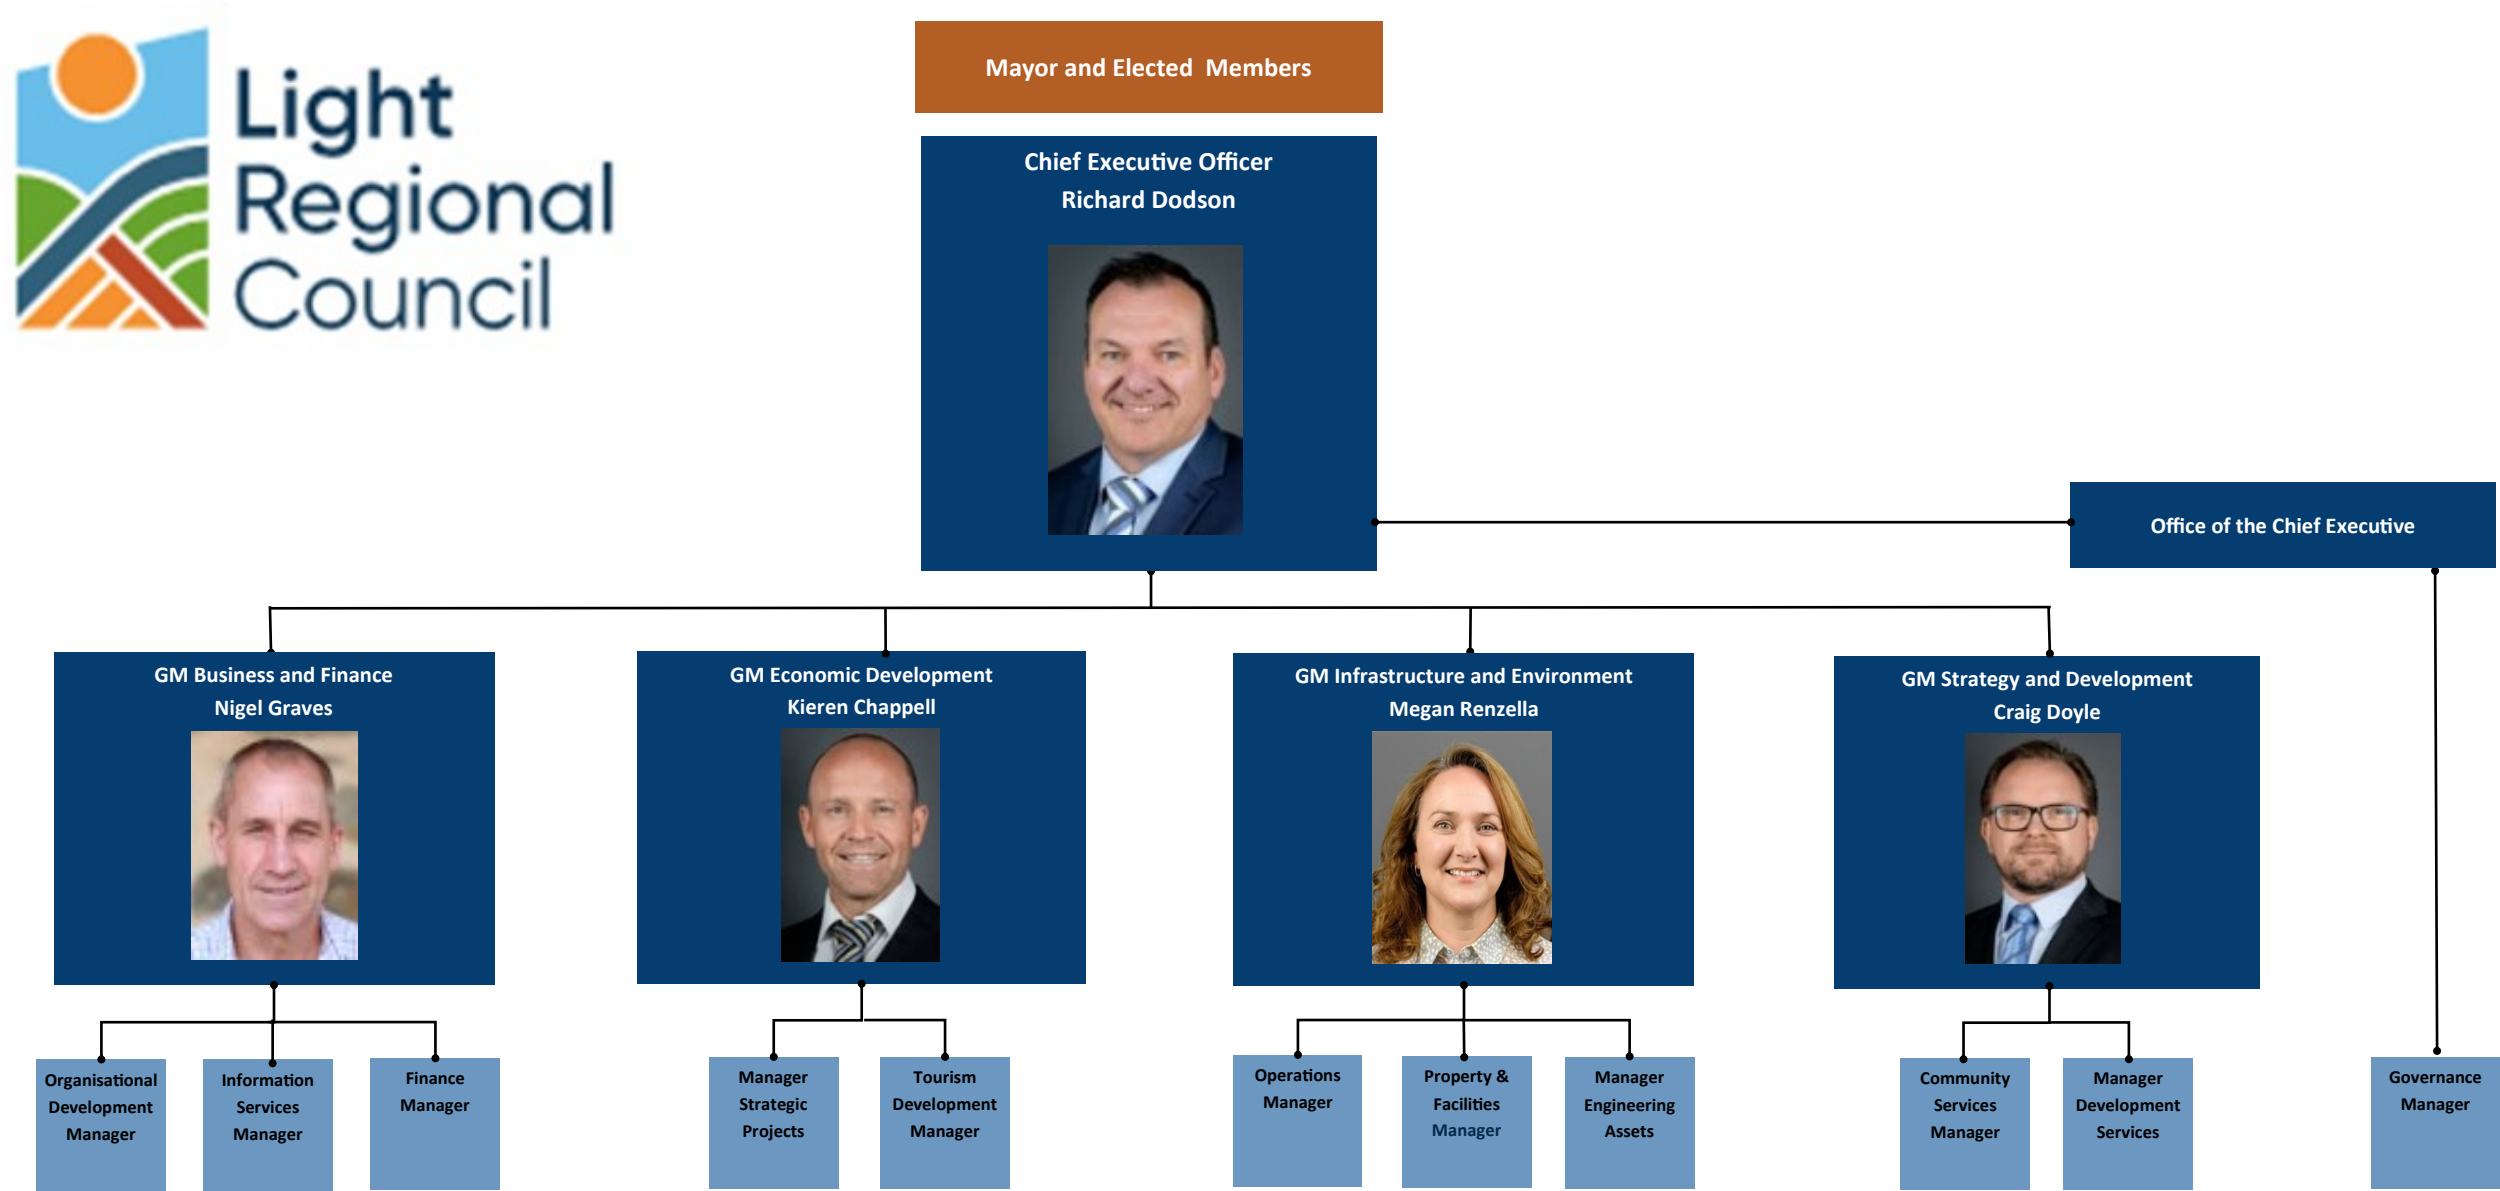 Light
Regional
Council
Mayor and Elected Members
Chief Executive Officer
Richard Dodson
Office of the Chief Executive
GM Business and Finance
Nigel Graves
GM Economic Development
Kieren Chappell
GM Infrastructure and Environment
Megan Renzella
GM Strategy and Development
Craig Doyle
Organisational
Development
Manager
Information
Services
Manager
Finance
Manager
Manager
Strategic
Projects
Tourism
Development
Manager
Operations
Manager
Property &
Facilities
Manager
Manager
Engineering
Assets
Community
Services
Manager
Manager
Development
Services
Governance
Manager